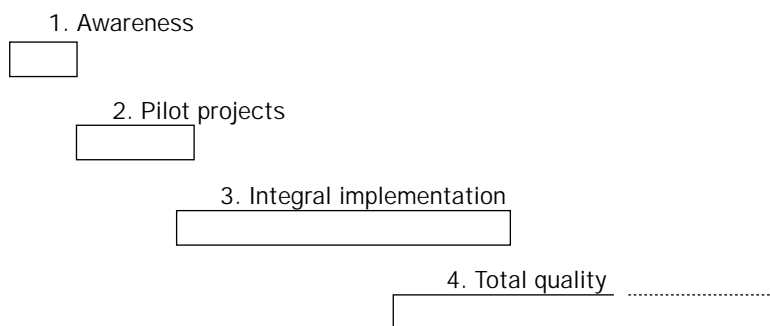 1. Awareness
2. Pilot projects
3. Integral implementation
4. Total quality